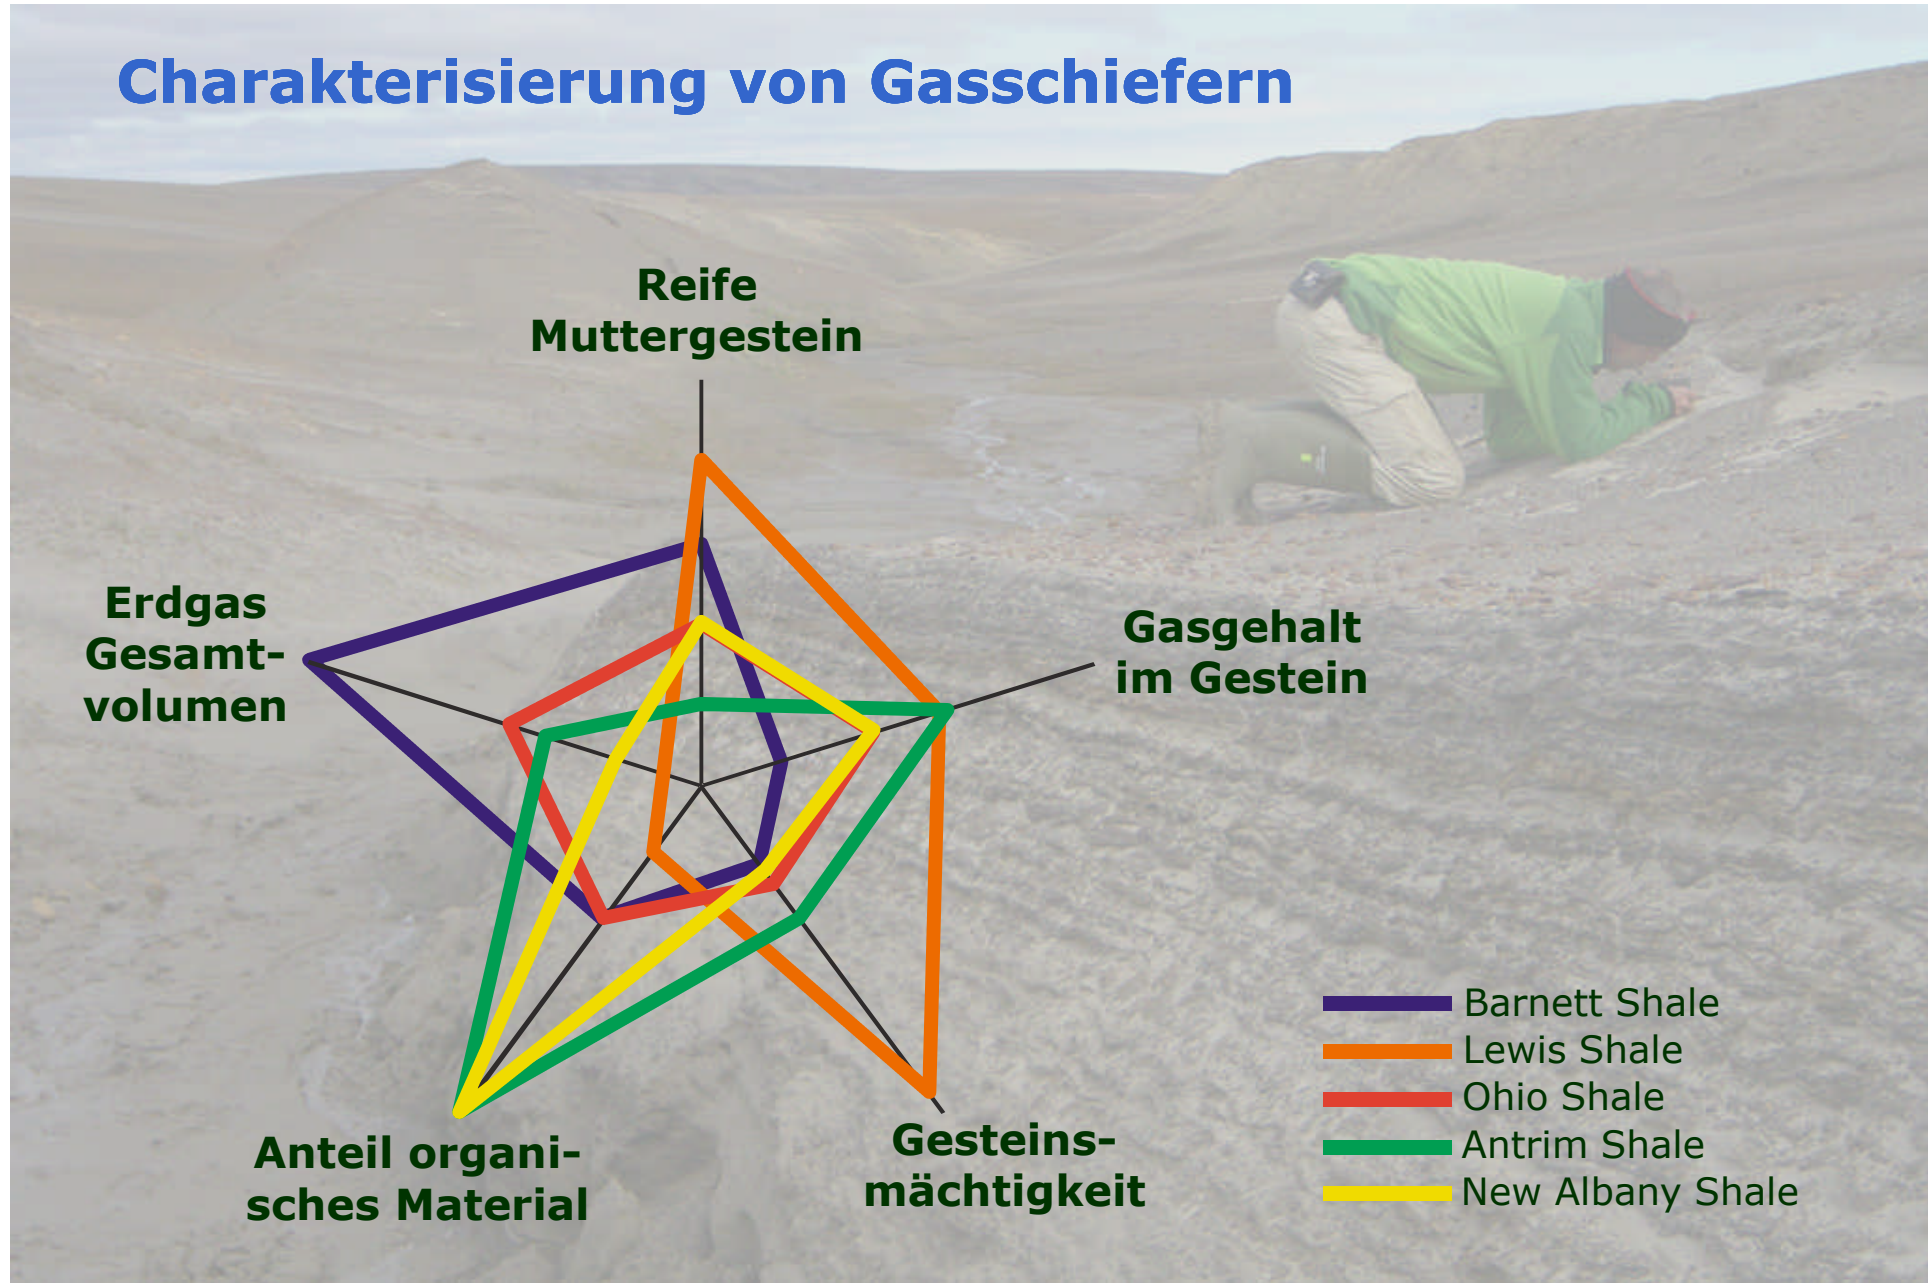 Charakterisierung von Gasschiefern
Reife
Muttergestein
Erdgas
Gesamt-
volumen
Gasgehalt
im Gestein
Anteil organi-
sches Material
Gesteins-
mächtigkeit
Barnett Shale
Lewis Shale
Ohio Shale
Antrim Shale
New Albany Shale